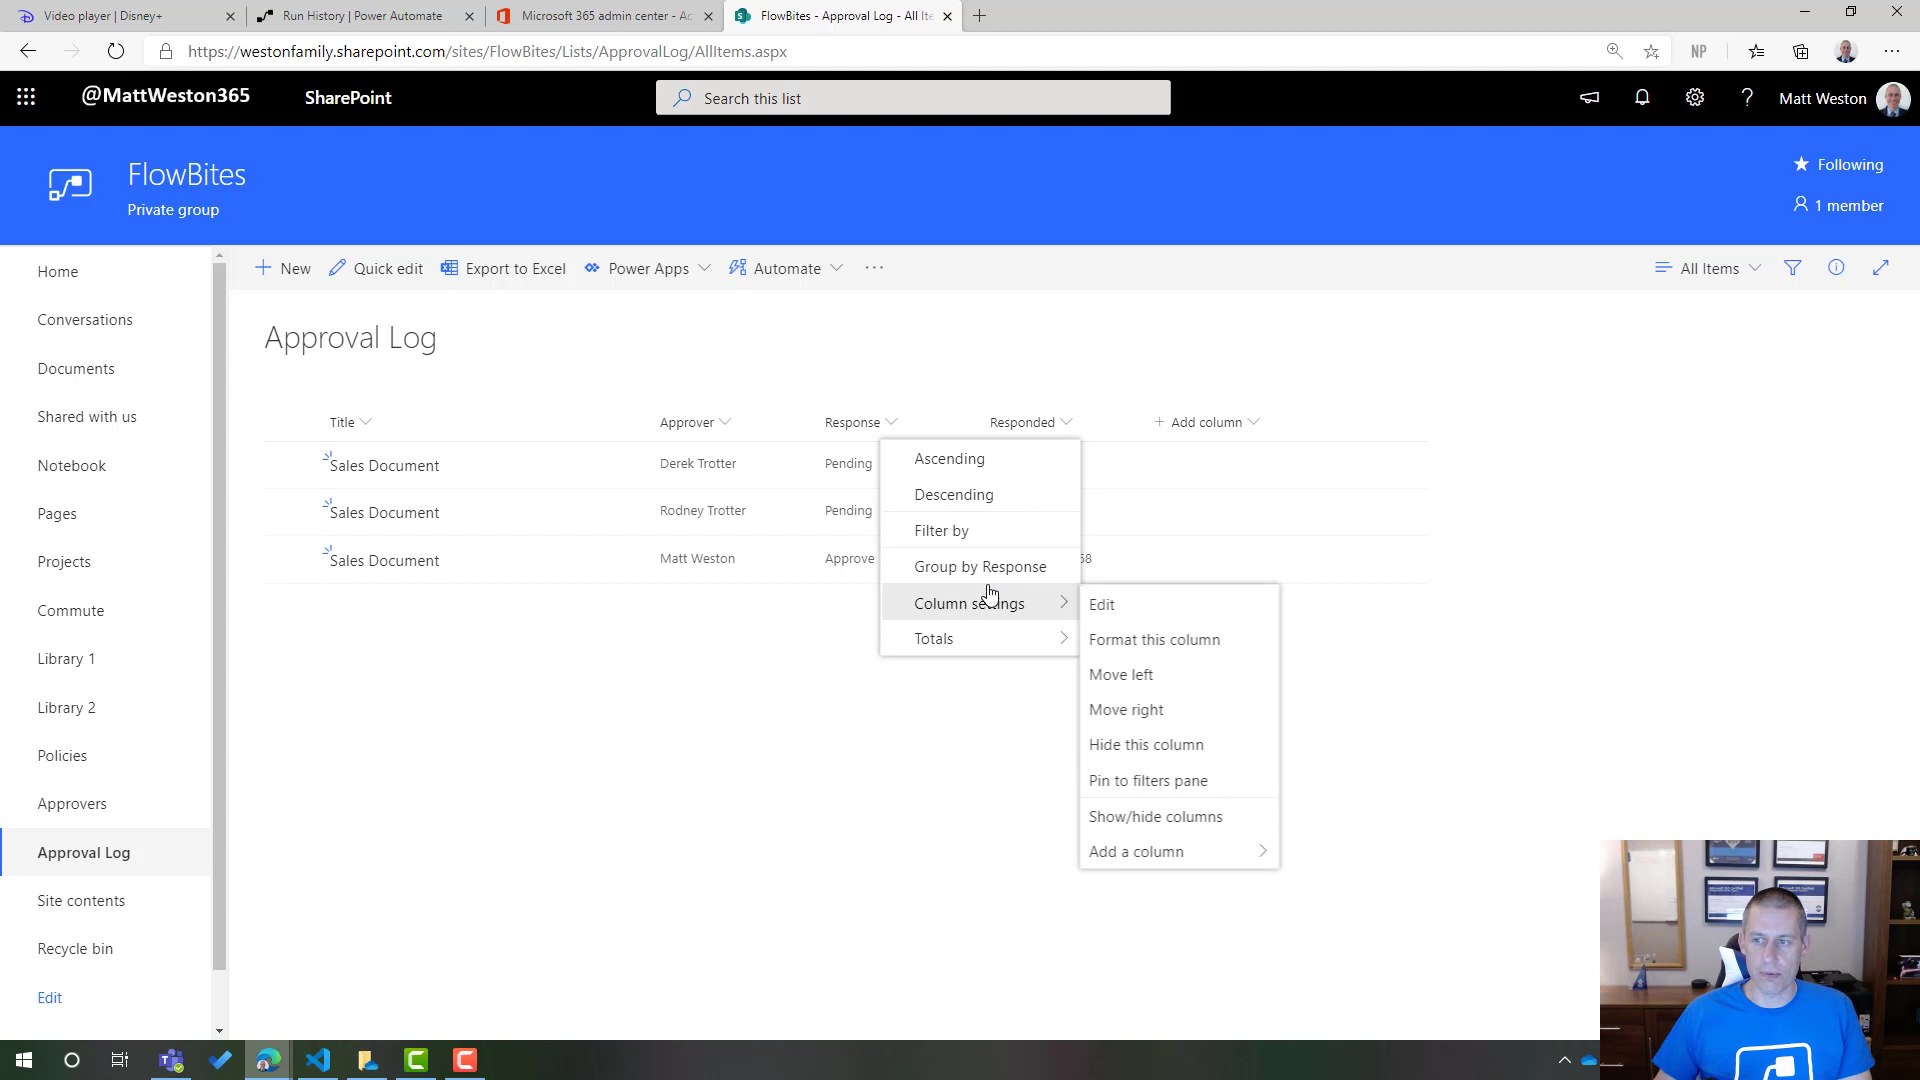 Video player | Disney+
Run History | Power Automate
Microsoft 365 admin center - Ac
FlowBites - Approval Log - All Ite
https://westonfamily.sharepoint.com/sites/FlowBites/Lists/ApprovalLog/AllItems.aspx
NP
@MattWeston365
SharePoint
Search this list
Matt Weston
FlowBites
Private group
Following
1 member
Home
Conversations
Documents
Shared with us
Notebook
Pages
Projects
Commute
Library 1
Library 2
Policies
Approvers
Approval Log
Site contents
Recycle bin
Edit
New
Quick edit
Export to Excel
Power Apps
Automate
All Items
Approval Log
Title
Approver
Response
Responded
Add column
Sales Document
Derek Trotter
Pending
Sales Document
Rodney Trotter
Pending
Sales Document
Matt Weston
Approve
58
Ascending
Descending
Filter by
Group by Response
Column settings
Totals
Edit
Format this column
Move left
Move right
Hide this column
Pin to filters pane
Show/hide columns
Add a column